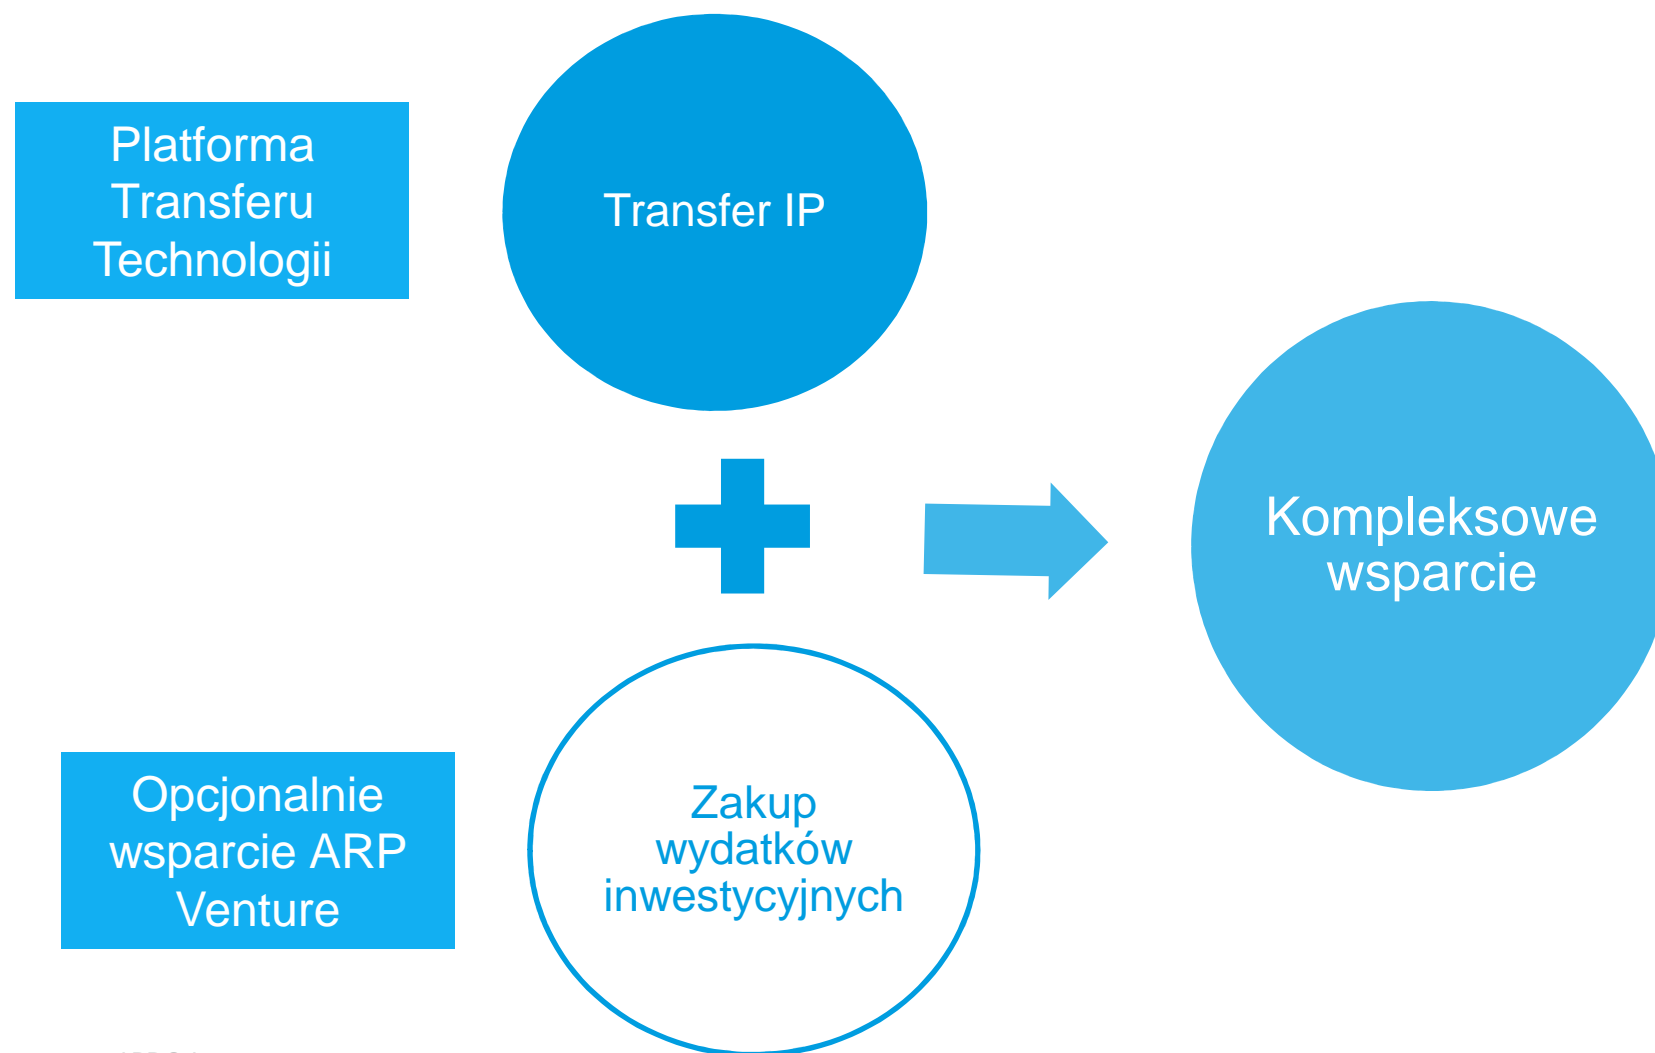 Platforma
Transferu
Technologii
Transfer IP
Kompleksowe
wsparcie
Opcjonalnie
wsparcie ARP
Venture
Zakup
wydatków
inwestycyjnych